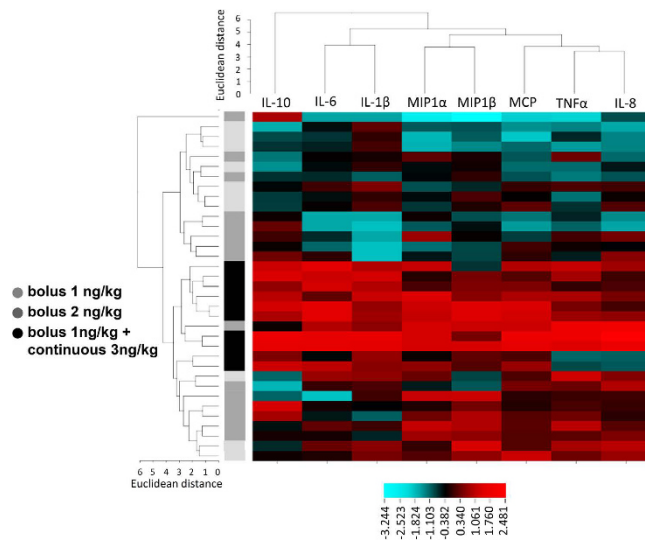 Euclidean distance
6
5
4
3
2
1
0
IL-10 IL-6 IL-1β MIP1α MIP1β MCP TNFα IL-8
bolus 1 ng/kg
bolus 2 ng/kg
bolus 1ng/kg +
continuous 3ng/kg
6 5 4 3 2 1 0
Euclidean distance
-3.244
-2.523
-1.824
-1.103
-0.382
0.340
1.061
1.760
2.481